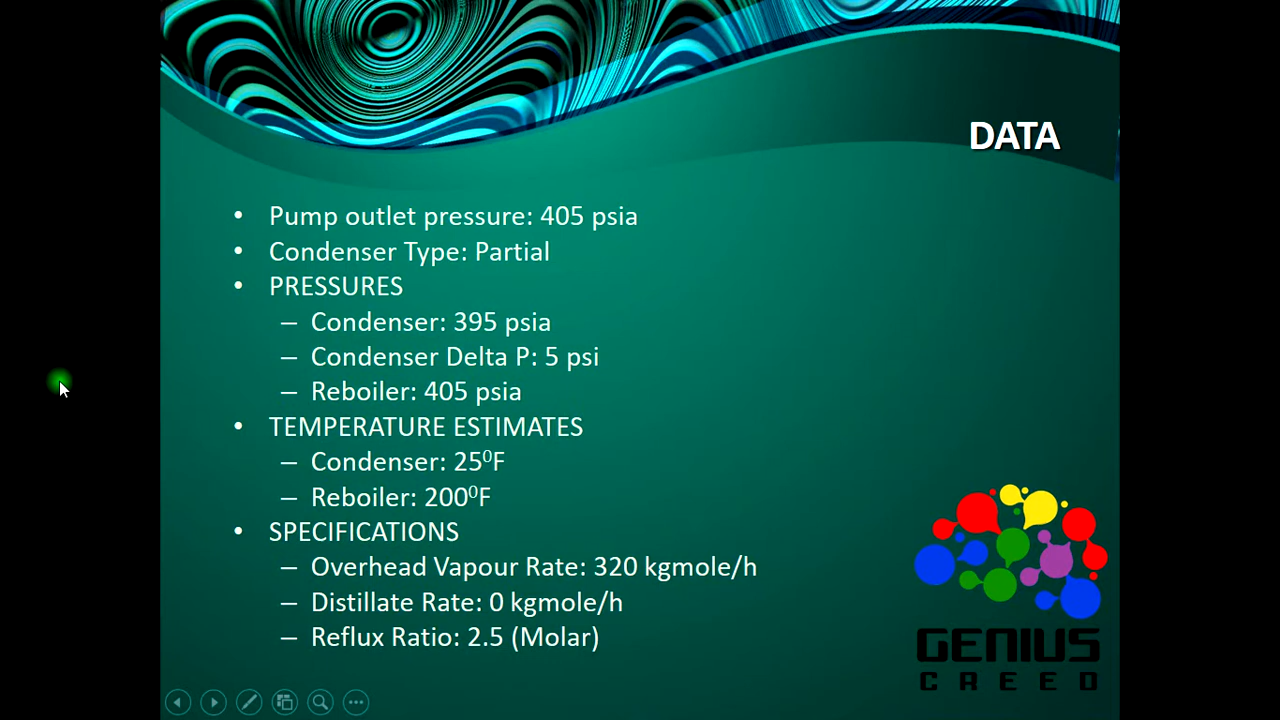 DATA
• Pump outlet pressure: 405 psia
• Condenser Type: Partial
• PRESSURES
– Condenser: 395 psia
– Condenser Delta P: 5 psi
– Reboiler: 405 psia
• TEMPERATURE ESTIMATES
– Condenser: 25⁰F
– Reboiler: 200⁰F
• SPECIFICATIONS
– Overhead Vapour Rate: 320 kgmole/h
– Distillate Rate: 0 kgmole/h
– Reflux Ratio: 2.5 (Molar)
GENIUS
CREED